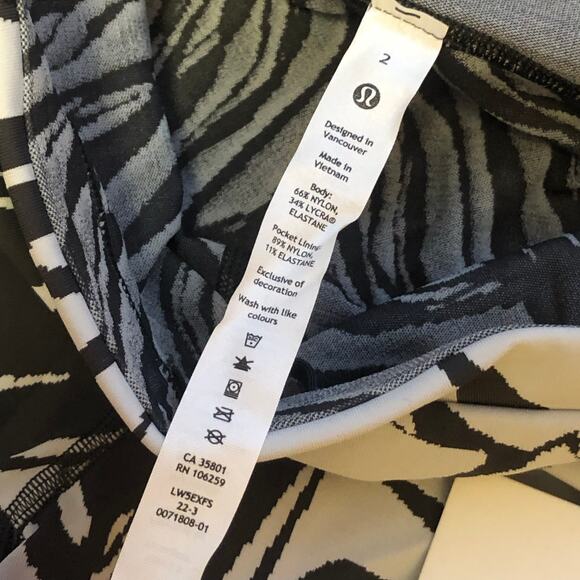 2
Designed in
Vancouver
Made in
Vietnam
Body:
66% NYLON,
34% LYCRA®
ELASTANE
Pocket Lining:
89% NYLON,
11% ELASTANE
Exclusive of
decoration
Wash with like
colours
CA 35801
RN 106259
LW5EXFS
22-3
0071808-01